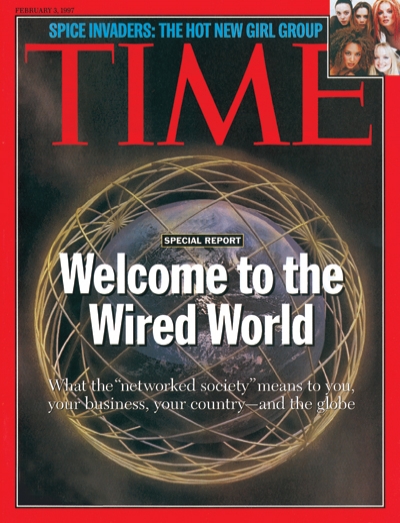 FEBRUARY 3, 1997
SPICE INVADERS: THE HOT NEW GIRL GROUP
TIME
SPECIAL REPORT
Welcome to the
Wired World
What the “networked society” means to you,
your business, your country—and the globe